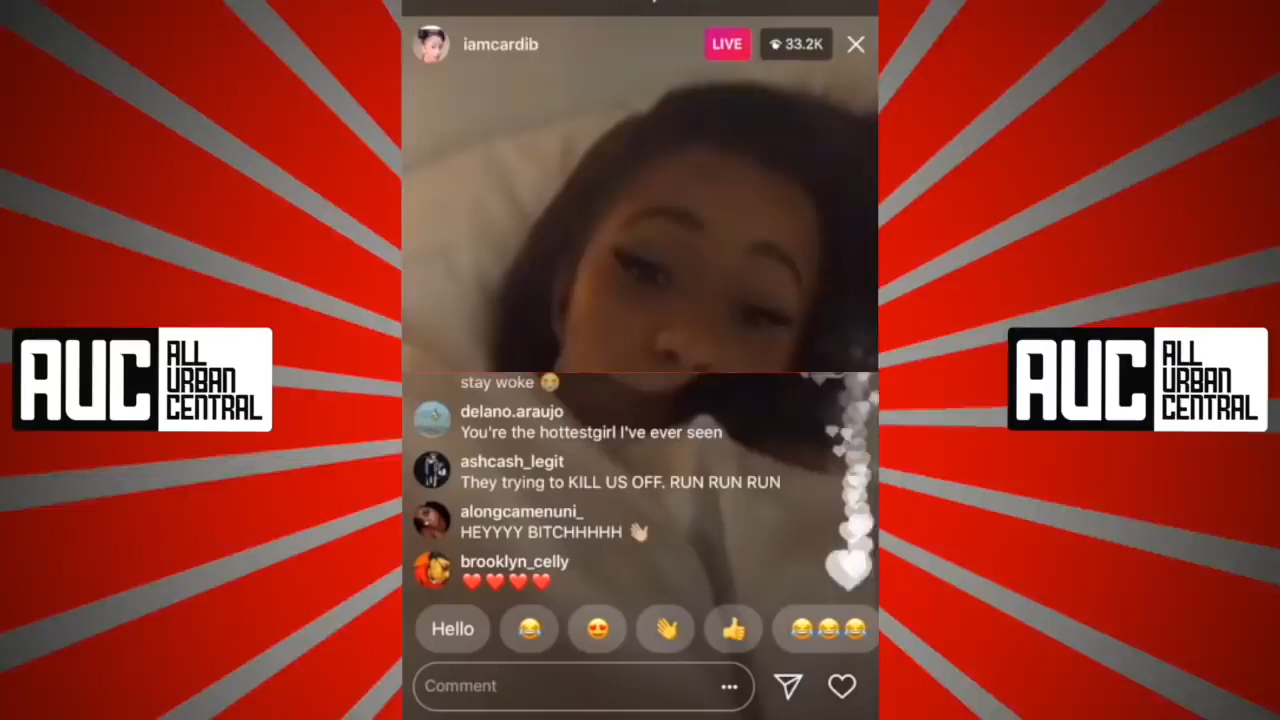 iamcardib
LIVE
33.2K
AUC
ALL
URBAN
CENTRAL
AUC
ALL
URBAN
CENTRAL
stay woke 😭
delano.araujo
You're the hottestgirl I've ever seen
ashcash_legit
They trying to KILL US OFF. RUN RUN RUN
alongcamenuni_
HEYYYY BITCHHHHH 👋🏼
brooklyn_celly
❤️❤️❤️❤️
Hello 😂 😍 👋 👍 😂😂😂
Comment